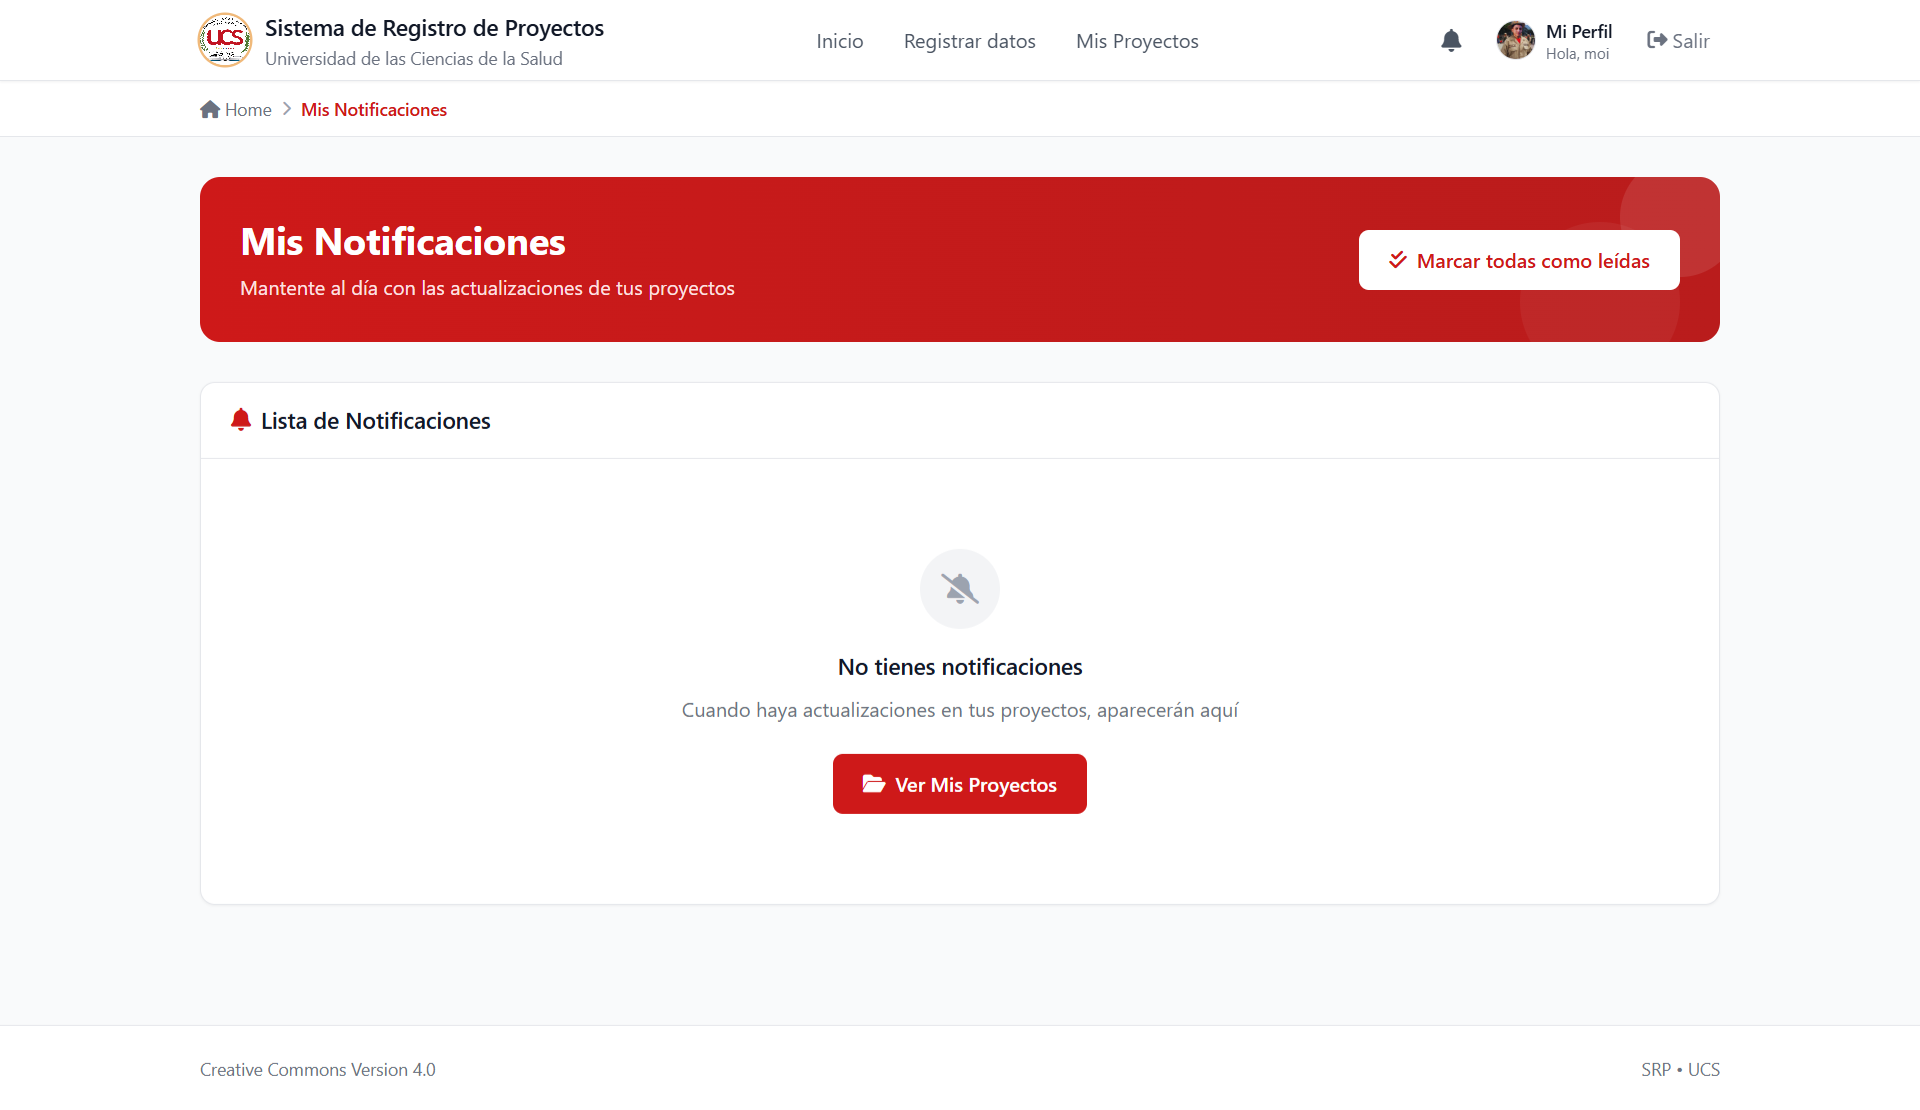 UCS
Sistema de Registro de Proyectos
Universidad de las Ciencias de la Salud
Inicio
Registrar datos
Mis Proyectos
Mi Perfil
Hola, moi
Salir
Home
Mis Notificaciones
Mis Notificaciones
Mantente al día con las actualizaciones de tus proyectos
Marcar todas como leídas
Lista de Notificaciones
No tienes notificaciones
Cuando haya actualizaciones en tus proyectos, aparecerán aquí
Ver Mis Proyectos
Creative Commons Version 4.0
SRP • UCS